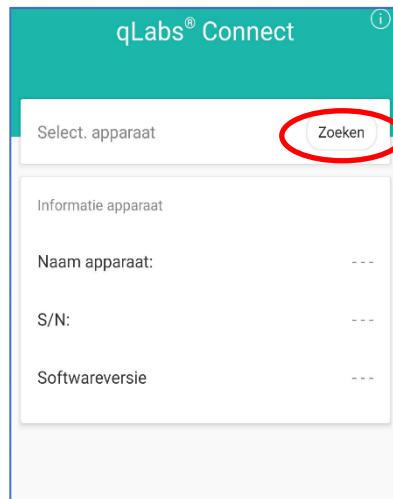 qLabs® Connect
Select. apparaat Zoeken
Informatie apparaat
Naam apparaat: ---
S/N: ---
Softwareversie ---